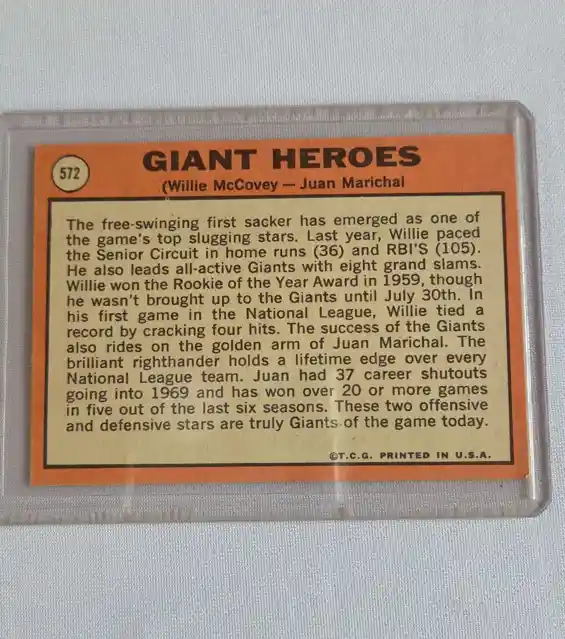 572
GIANT HEROES
(Willie McCovey — Juan Marichal
The free-swinging first sacker has emerged as one of
the game's top slugging stars. Last year, Willie paced
the Senior Circuit in home runs (36) and RBI'S (105).
He also leads all-active Giants with eight grand slams.
Willie won the Rookie of the Year Award in 1959, though
he wasn't brought up to the Giants until July 30th. In
his first game in the National League, Willie tied a
record by cracking four hits. The success of the Giants
also rides on the golden arm of Juan Marichal. The
brilliant righthander holds a lifetime edge over every
National League team. Juan had 37 career shutouts
going into 1969 and has won over 20 or more games
in five out of the last six seasons. These two offensive
and defensive stars are truly Giants of the game today.
©T.C.G. PRINTED IN U.S.A.